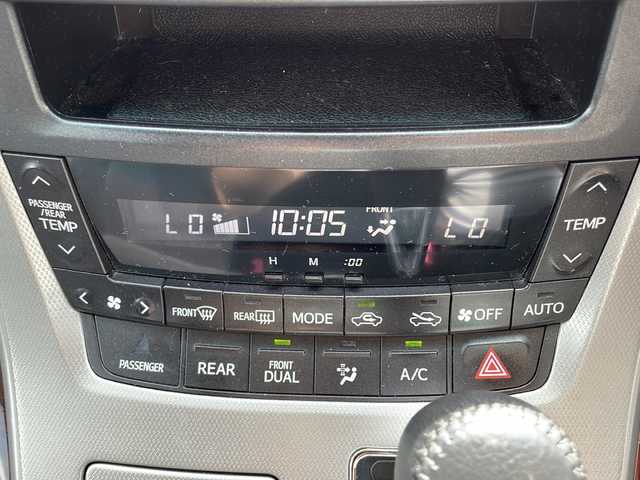 PASSENGER
/REAR
TEMP
FRONT
LO 10:05 LO
TEMP
H M :00
FRONT REAR MODE OFF AUTO
PASSENGER REAR FRONT DUAL A/C